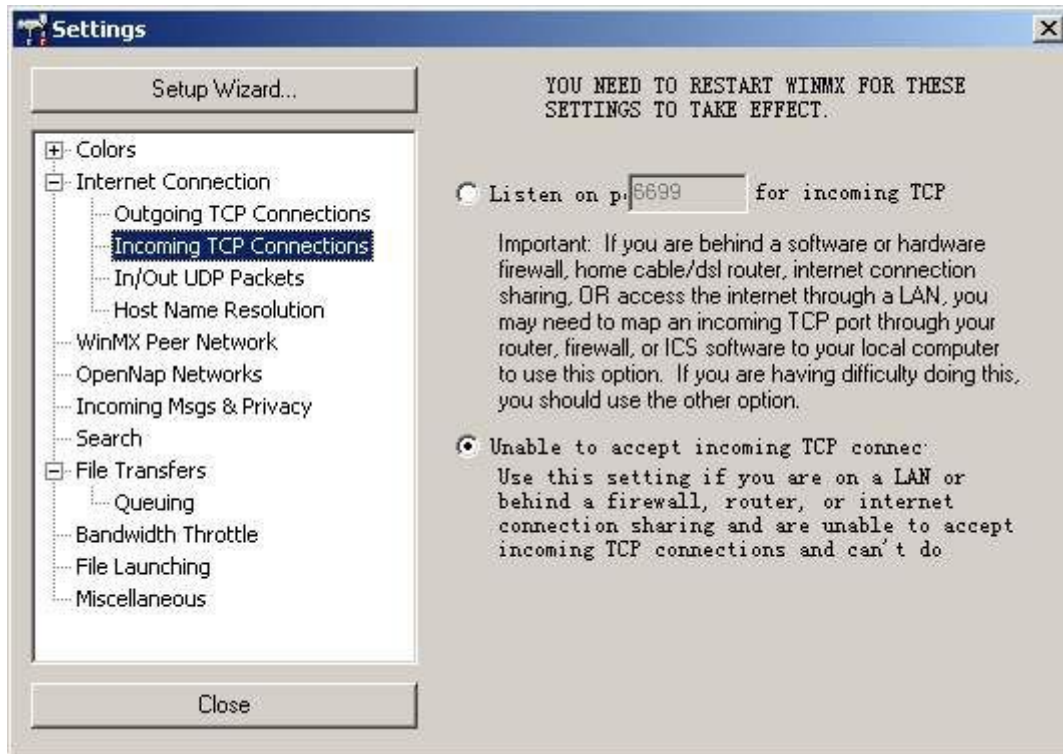 Settings
Setup Wizard...
Colors
Internet Connection
Outgoing TCP Connections
Incoming TCP Connections
In/Out UDP Packets
Host Name Resolution
WinMX Peer Network
OpenNap Networks
Incoming Msgs & Privacy
Search
File Transfers
Queuing
Bandwidth Throttle
File Launching
Miscellaneous
Close
YOU NEED TO RESTART WINMX FOR THESE
SETTINGS TO TAKE EFFECT.
Listen on p 6699 for incoming TCP
Important: If you are behind a software or hardware
firewall, home cable/dsl router, internet connection
sharing, OR access the internet through a LAN, you
may need to map an incoming TCP port through your
router, firewall, or ICS software to your local computer
to use this option. If you are having difficulty doing this,
you should use the other option.
Unable to accept incoming TCP connec
Use this setting if you are on a LAN or
behind a firewall, router, or internet
connection sharing and are unable to accept
incoming TCP connections and can't do